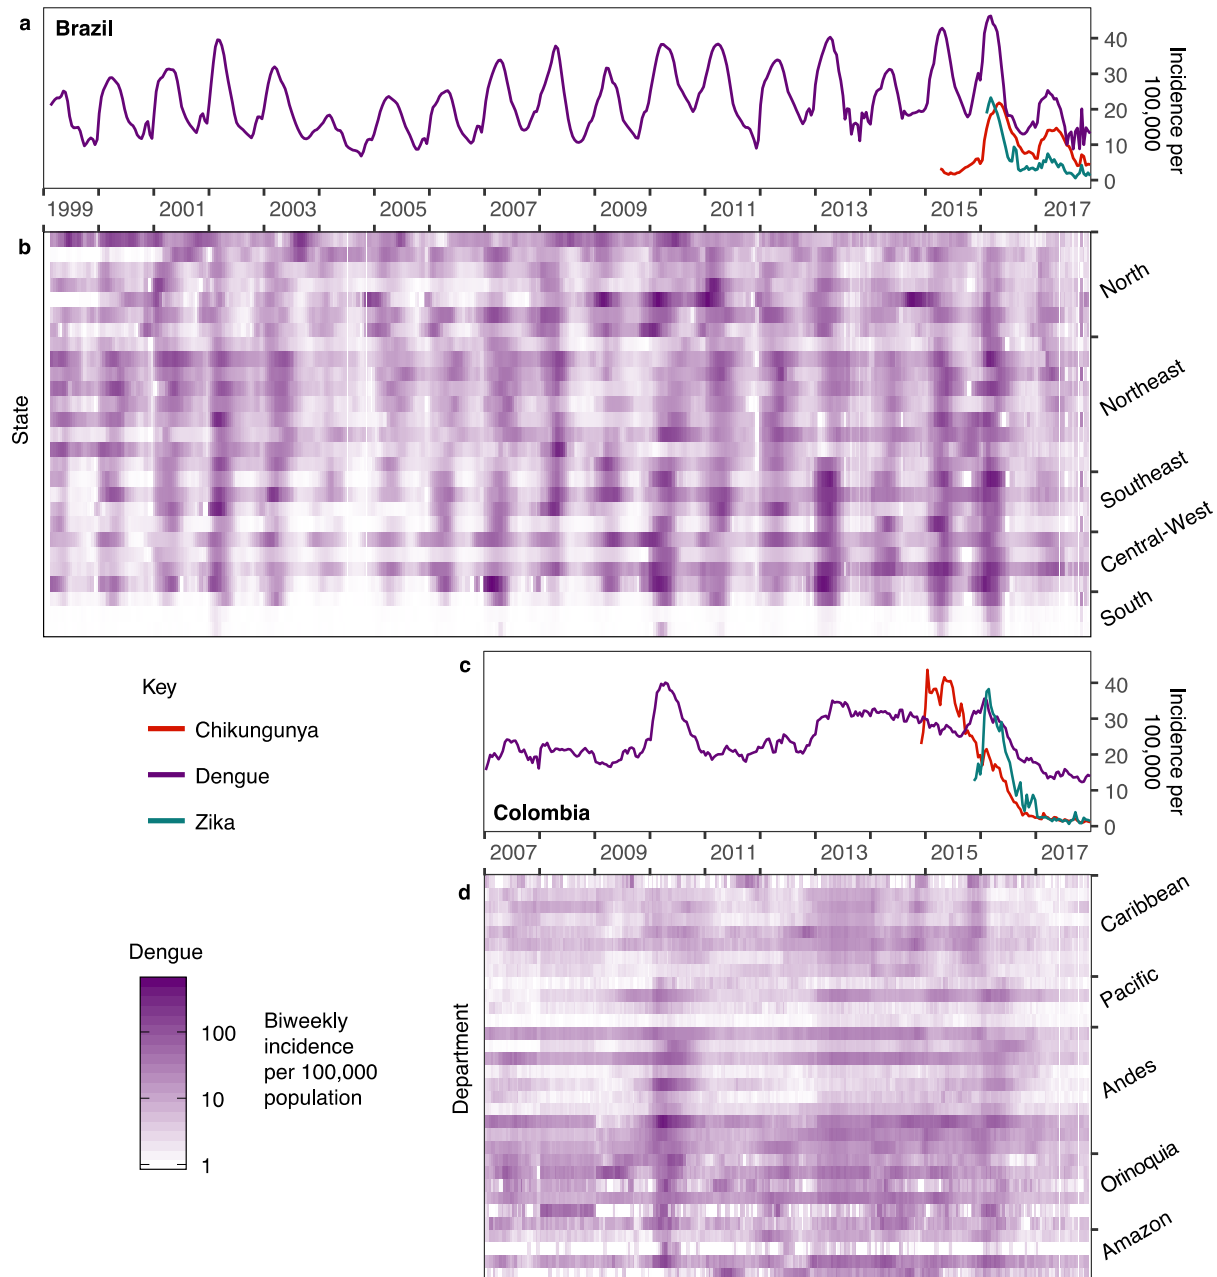 a
Brazil
40
30
20
10
0
Incidence per
100,000
1999
2001
2003
2005
2007
2009
2011
2013
2015
2017
b
State
North
Northeast
Southeast
Central-West
South
c
Colombia
40
30
20
10
0
Incidence per
100,000
2007
2009
2011
2013
2015
2017
Key
Chikungunya
Dengue
Zika
d
Department
Caribbean
Pacific
Andes
Orinoquia
Amazon
Dengue
100
10
1
Biweekly
incidence
per 100,000
population